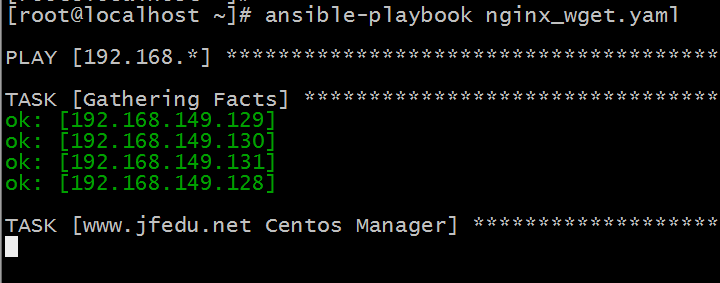 [root@localhost ~]#
[root@localhost ~]# ansible-playbook nginx_wget.yaml
PLAY [192.168.*] **************************************
TASK [Gathering Facts] ********************************
ok: [192.168.149.129]
ok: [192.168.149.130]
ok: [192.168.149.131]
ok: [192.168.149.128]
TASK [www.jfedu.net Centos Manager] *******************